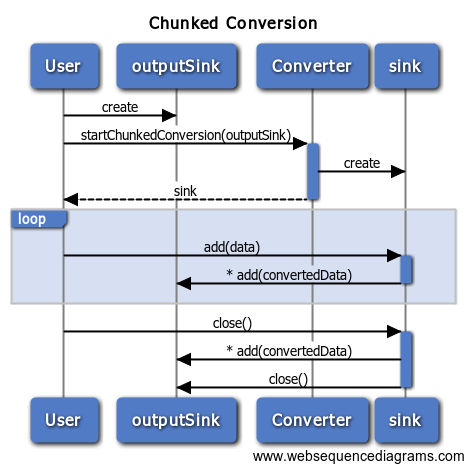 Chunked Conversion
User
outputSink
Converter
sink
create
startChunkedConversion(outputSink)
create
sink
loop
add(data)
* add(convertedData)
close()
* add(convertedData)
close()
User
outputSink
Converter
sink
www.websequencediagrams.com